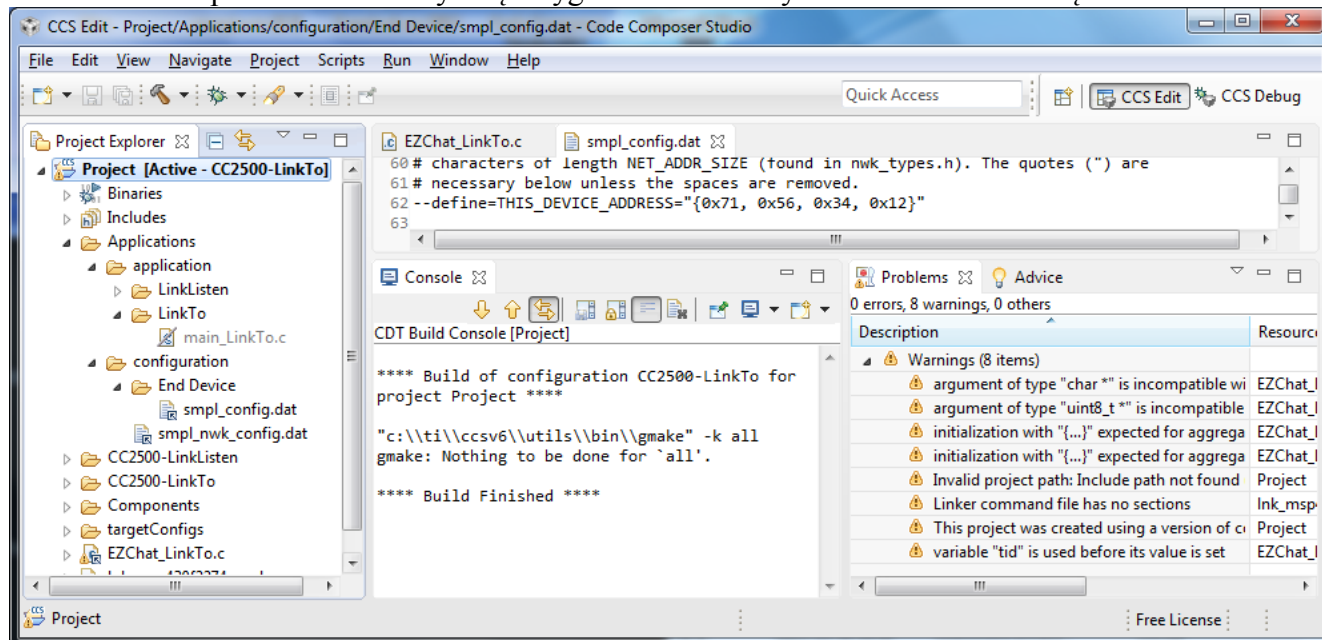 CCS Edit - Project/Applications/configuration/End Device/smpl_config.dat - Code Composer Studio
File Edit View Navigate Project Scripts Run Window Help
Quick Access
CCS Edit
CCS Debug
Project Explorer
Project [Active - CC2500-LinkTo]
Binaries
Includes
Applications
application
LinkListen
LinkTo
main_LinkTo.c
configuration
End Device
smpl_config.dat
smpl_nwk_config.dat
CC2500-LinkListen
CC2500-LinkTo
Components
targetConfigs
EZChat_LinkTo.c
EZChat_LinkTo.c
smpl_config.dat
60 # characters of length NET_ADDR_SIZE (found in nwk_types.h). The quotes (") are
61 # necessary below unless the spaces are removed.
62 --define=THIS_DEVICE_ADDRESS="{0x71, 0x56, 0x34, 0x12}"
63
Console
CDT Build Console [Project]
**** Build of configuration CC2500-LinkTo for
project Project ****
"c:\\ti\\ccsv6\\utils\\bin\\gmake" -k all
gmake: Nothing to be done for `all'.
**** Build Finished ****
Problems
Advice
0 errors, 8 warnings, 0 others
Description Resourc
Warnings (8 items)
argument of type "char *" is incompatible wi EZChat_l
argument of type "uint8_t *" is incompatible EZChat_l
initialization with "{...}" expected for aggrega EZChat_l
initialization with "{...}" expected for aggrega EZChat_l
Invalid project path: Include path not found Project
Linker command file has no sections lnk_msp
This project was created using a version of c Project
variable "tid" is used before its value is set EZChat_l
Project
Free License